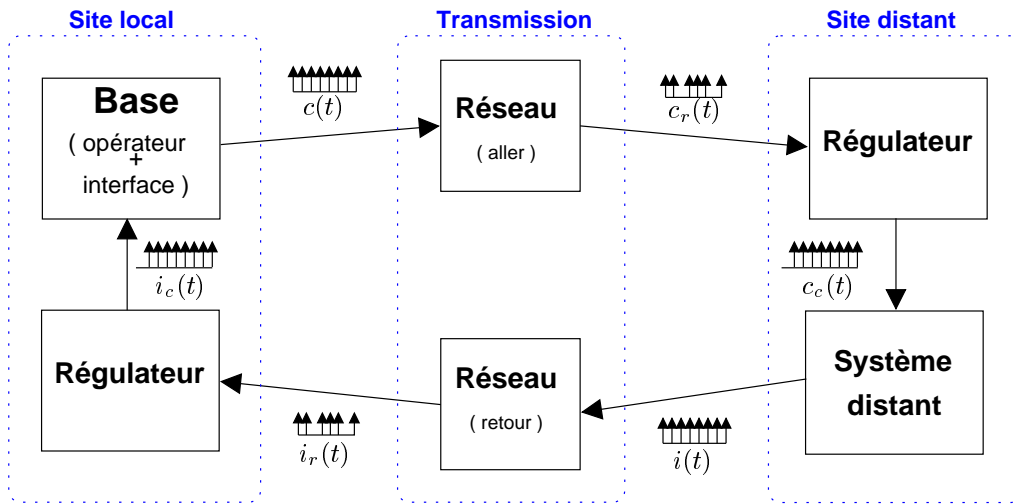 Site local
Transmission
Site distant
Base
( opérateur
+
interface )
c(t)
Réseau
( aller )
c_r(t)
Régulateur
i_c(t)
c_c(t)
Régulateur
Réseau
( retour )
Système
distant
i_r(t)
i(t)